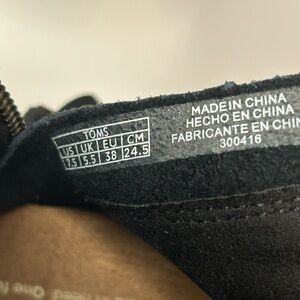 TOMS
US UK EU CM
7.5 5.5 38 24.5
MADE IN CHINA
HECHO EN CHINA
FABRICANTE EN CHINE
300416